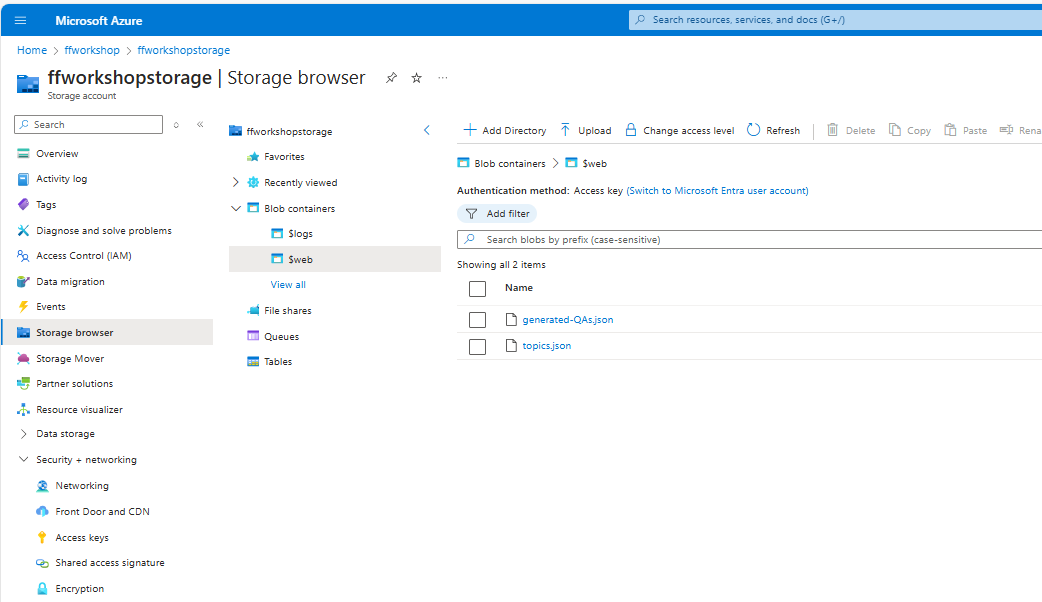 Microsoft Azure
Search resources, services, and docs (G+/)
Home > ffworkshop > ffworkshopstorage
ffworkshopstorage | Storage browser
Storage account
Search
Overview
Activity log
Tags
Diagnose and solve problems
Access Control (IAM)
Data migration
Events
Storage browser
Storage Mover
Partner solutions
Resource visualizer
Data storage
Security + networking
Networking
Front Door and CDN
Access keys
Shared access signature
Encryption
ffworkshopstorage
Favorites
Recently viewed
Blob containers
$logs
$web
View all
File shares
Queues
Tables
Add Directory Upload Change access level Refresh Delete Copy Paste Rena
Blob containers > $web
Authentication method: Access key (Switch to Microsoft Entra user account)
Add filter
Search blobs by prefix (case-sensitive)
Showing all 2 items
Name
generated-QAs.json
topics.json